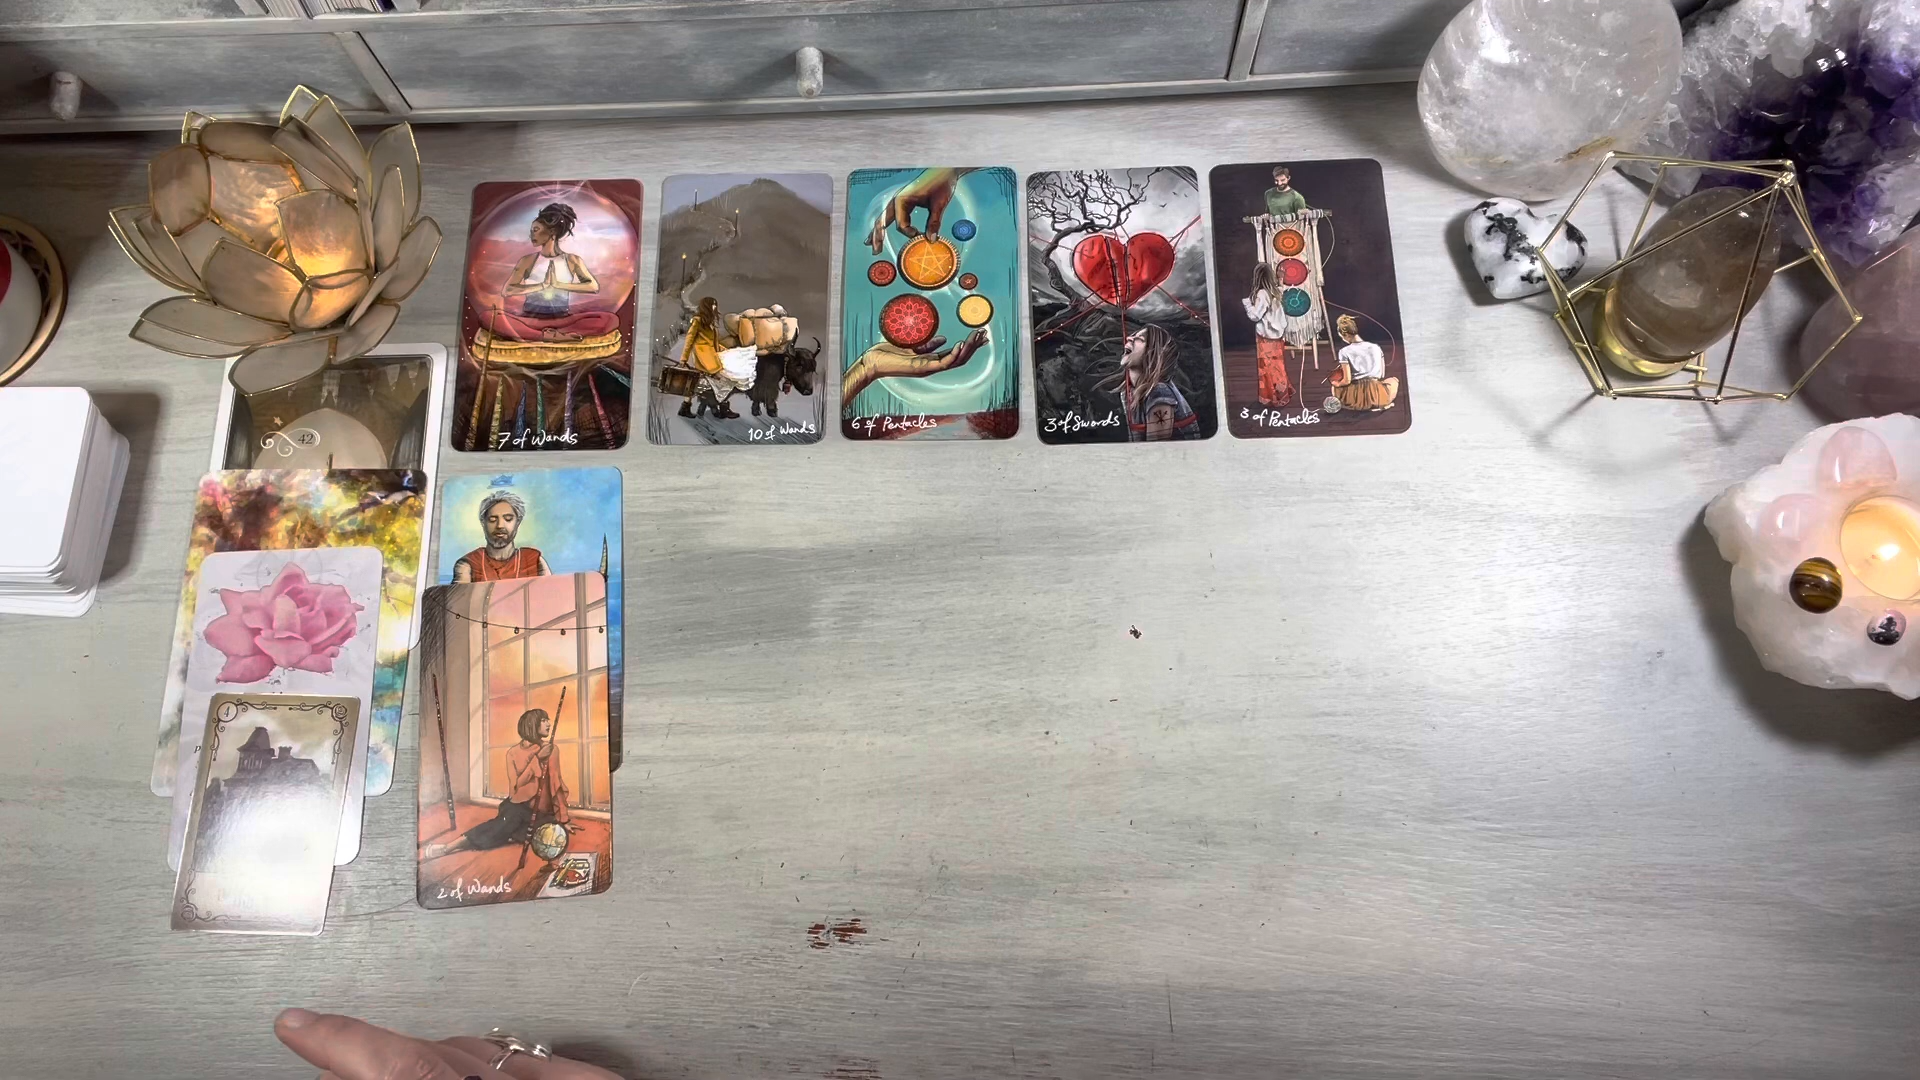 7 of Wands
10 of Wands
6 of Pentacles
3 of Swords
3 of Pentacles
42
4
2 of Wands